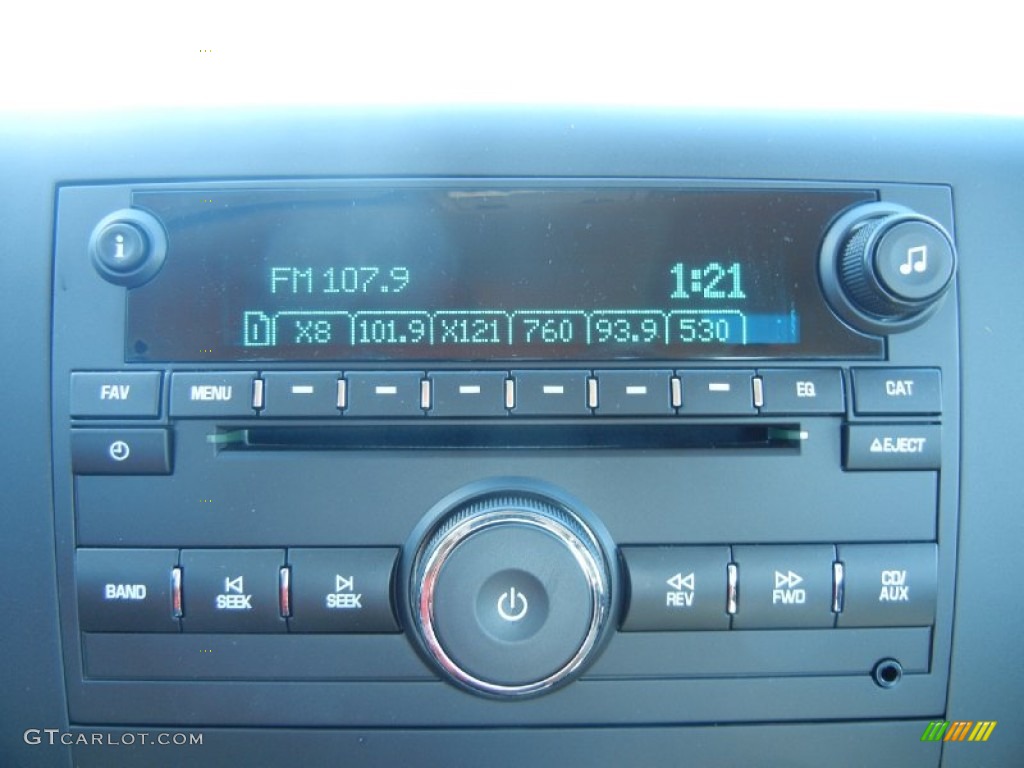 i
FM 107.9 1:21
1 X8 101.9 X121 760 93.9 530
FAV MENU EQ CAT
EJECT
BAND SEEK SEEK REV FWD CD/
AUX
GTCARLOT.COM